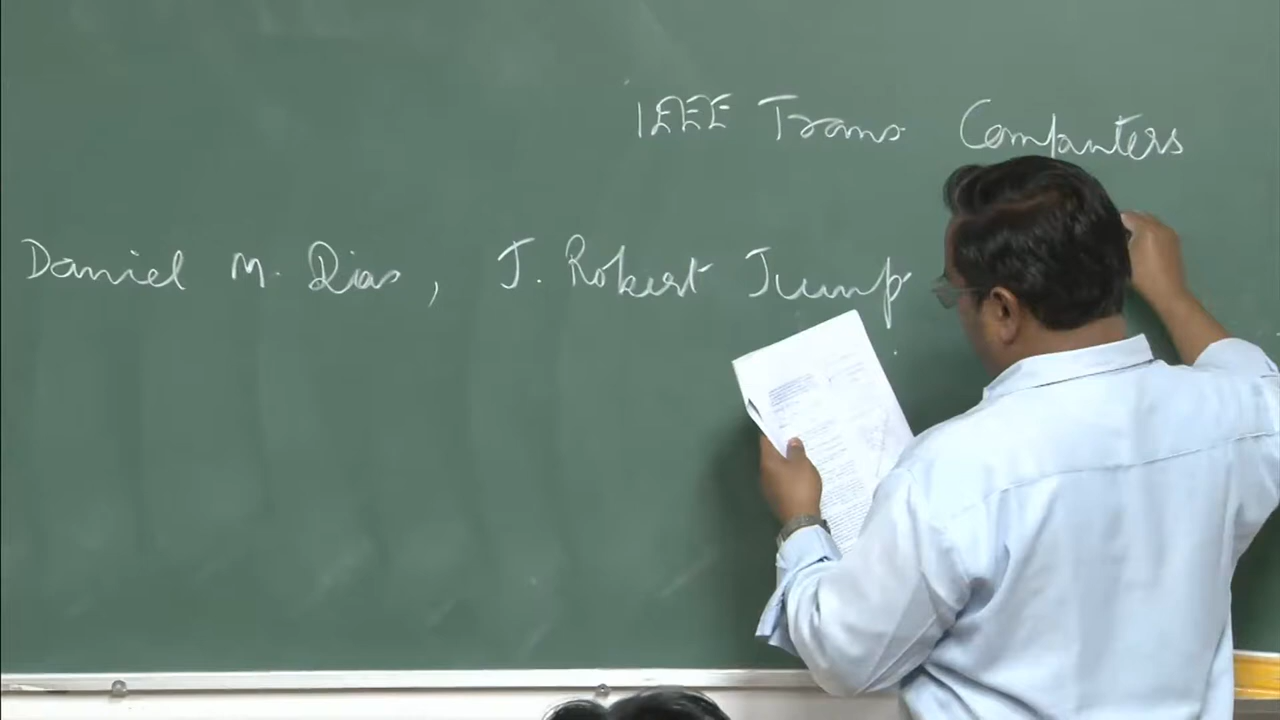 IEEE Trans Computers
Daniel M. Dias, J. Robert Jump